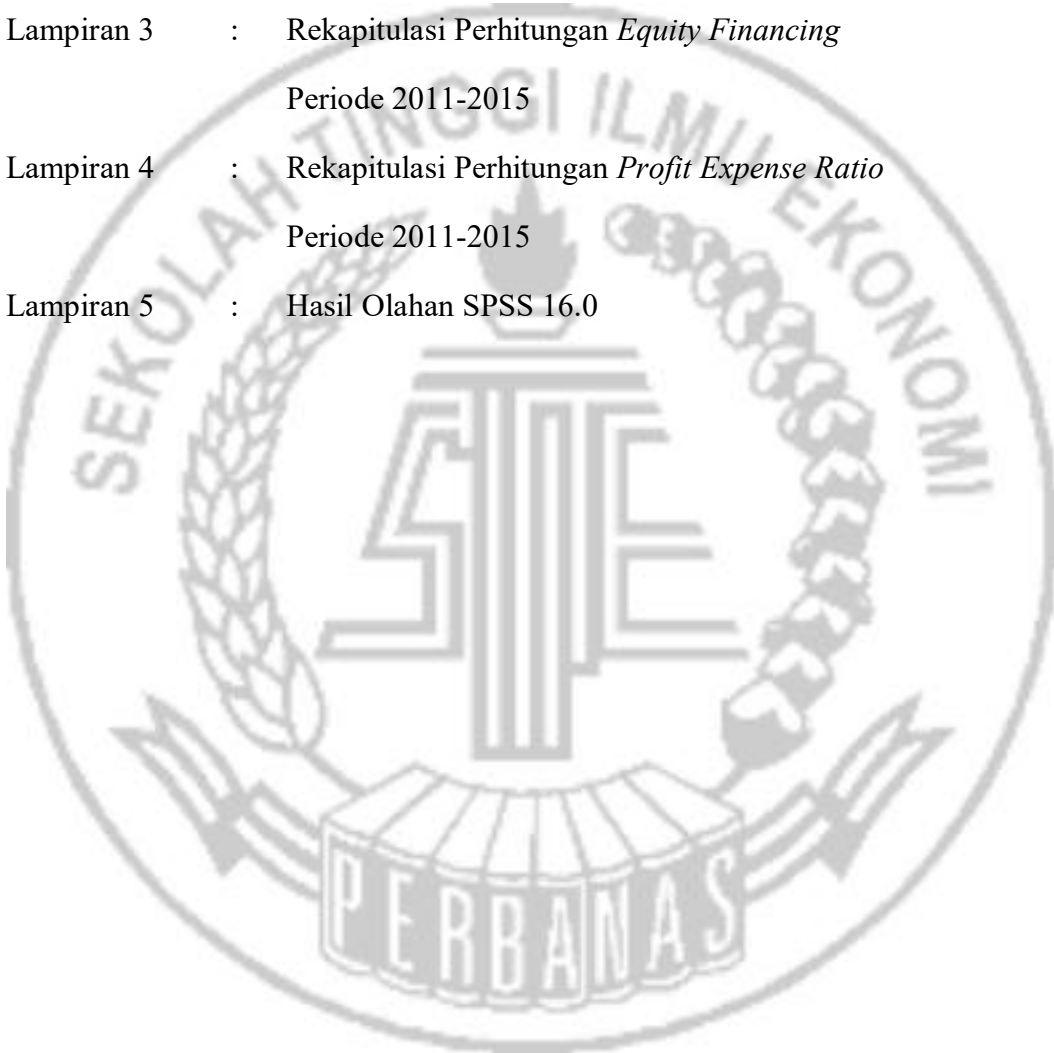 Lampiran 3 : Rekapitulasi Perhitungan Equity Financing
Periode 2011-2015
Lampiran 4 : Rekapitulasi Perhitungan Profit Expense Ratio
Periode 2011-2015
Lampiran 5 : Hasil Olahan SPSS 16.0
SEKOLAH TINGGI ILMU EKONOMI
STIE
PERBANAS